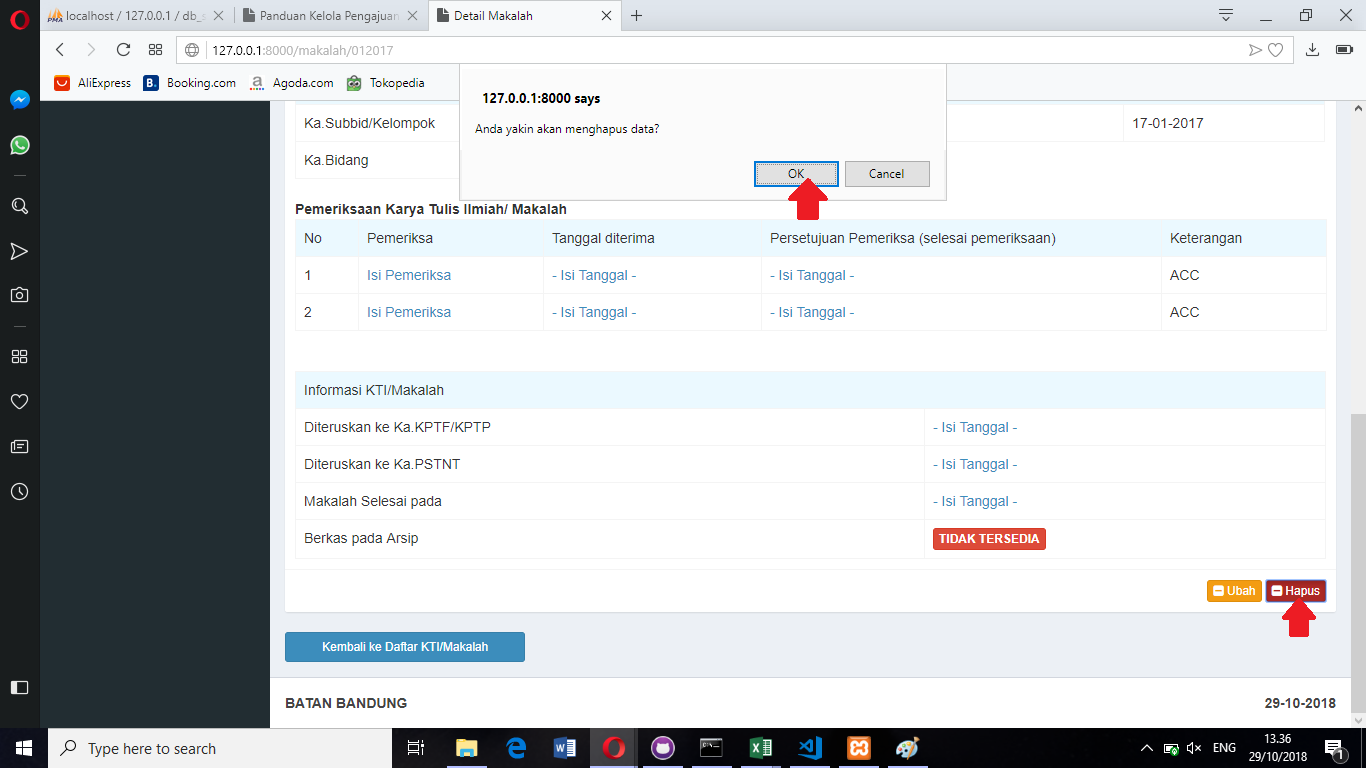 localhost / 127.0.0.1 / db_s
Panduan Kelola Pengajuan
Detail Makalah
127.0.0.1:8000/makalah/012017
AliExpress
B.
Booking.com
a
Agoda.com
Tokopedia
127.0.0.1:8000 says
Anda yakin akan menghapus data?
OK
Cancel
Ka.Subbid/Kelompok
17-01-2017
Ka.Bidang
Pemeriksaan Karya Tulis Ilmiah/ Makalah
No Pemeriksa Tanggal diterima Persetujuan Pemeriksa (selesai pemeriksaan) Keterangan
1 Isi Pemeriksa - Isi Tanggal - - Isi Tanggal - ACC
2 Isi Pemeriksa - Isi Tanggal - - Isi Tanggal - ACC
Informasi KTI/Makalah
Diteruskan ke Ka.KPTF/KPTP - Isi Tanggal -
Diteruskan ke Ka.PSTNT - Isi Tanggal -
Makalah Selesai pada - Isi Tanggal -
Berkas pada Arsip TIDAK TERSEDIA
Ubah
Hapus
Kembali ke Daftar KTI/Makalah
BATAN BANDUNG
29-10-2018
Type here to search
ENG
13.36
29/10/2018
1